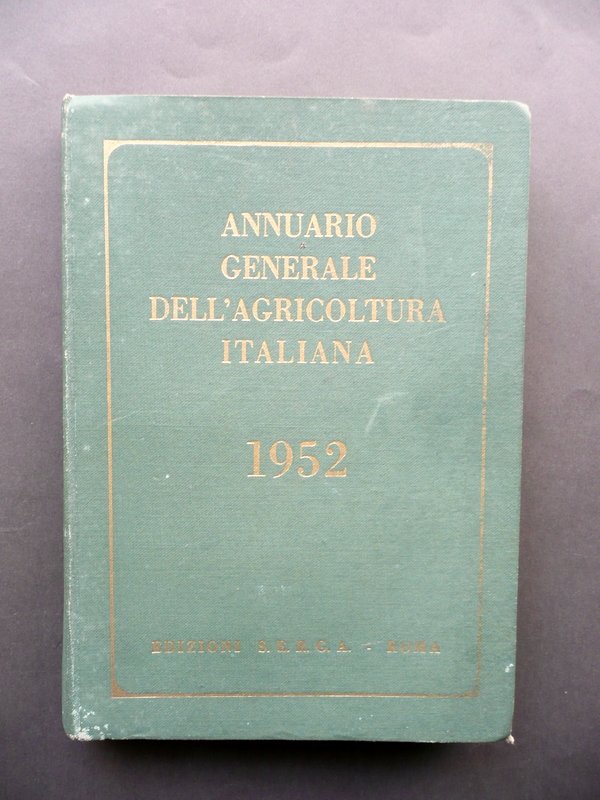 ANNUARIO
GENERALE
DELL'AGRICOLTURA
ITALIANA
1952
EDIZIONI S.E.R.C.A. - ROMA